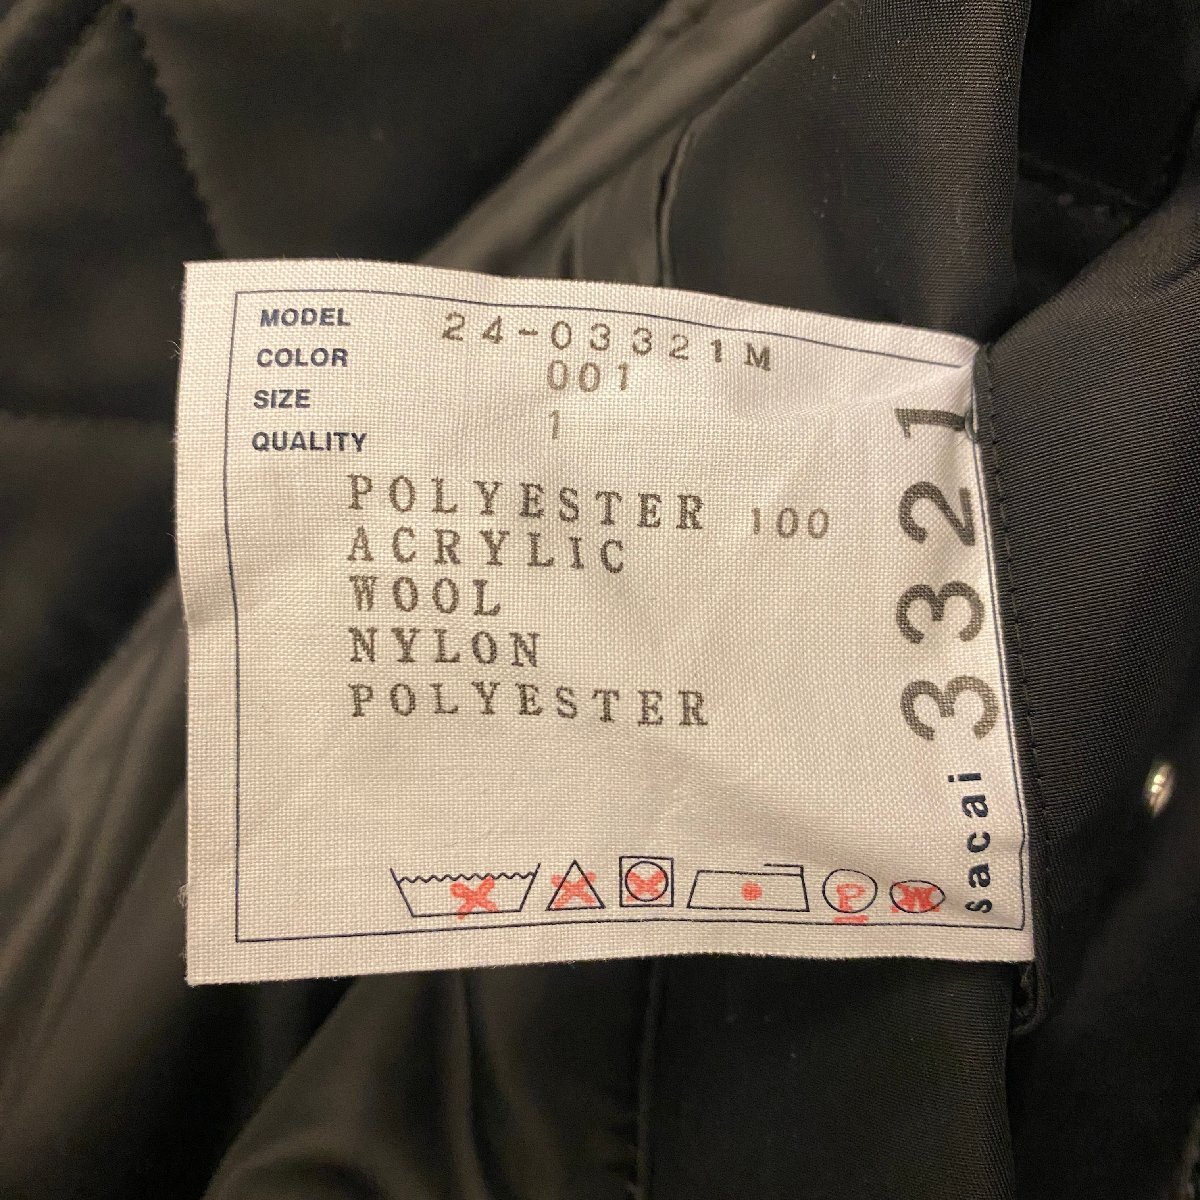 MODEL 24-03321M
COLOR 001
SIZE 1
QUALITY
POLYESTER 100
ACRYLIC
WOOL
NYLON
POLYESTER
P W
sacai 3321